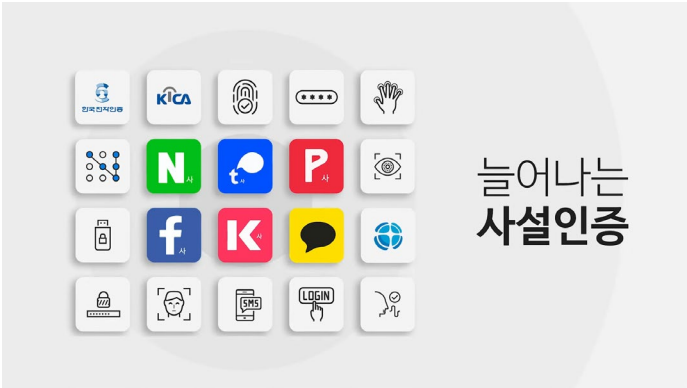 한국전자인증
KICA
****
N 사
t 사
P 사
늘어나는
사설인증
f 사
K 사
SMS
LOGIN